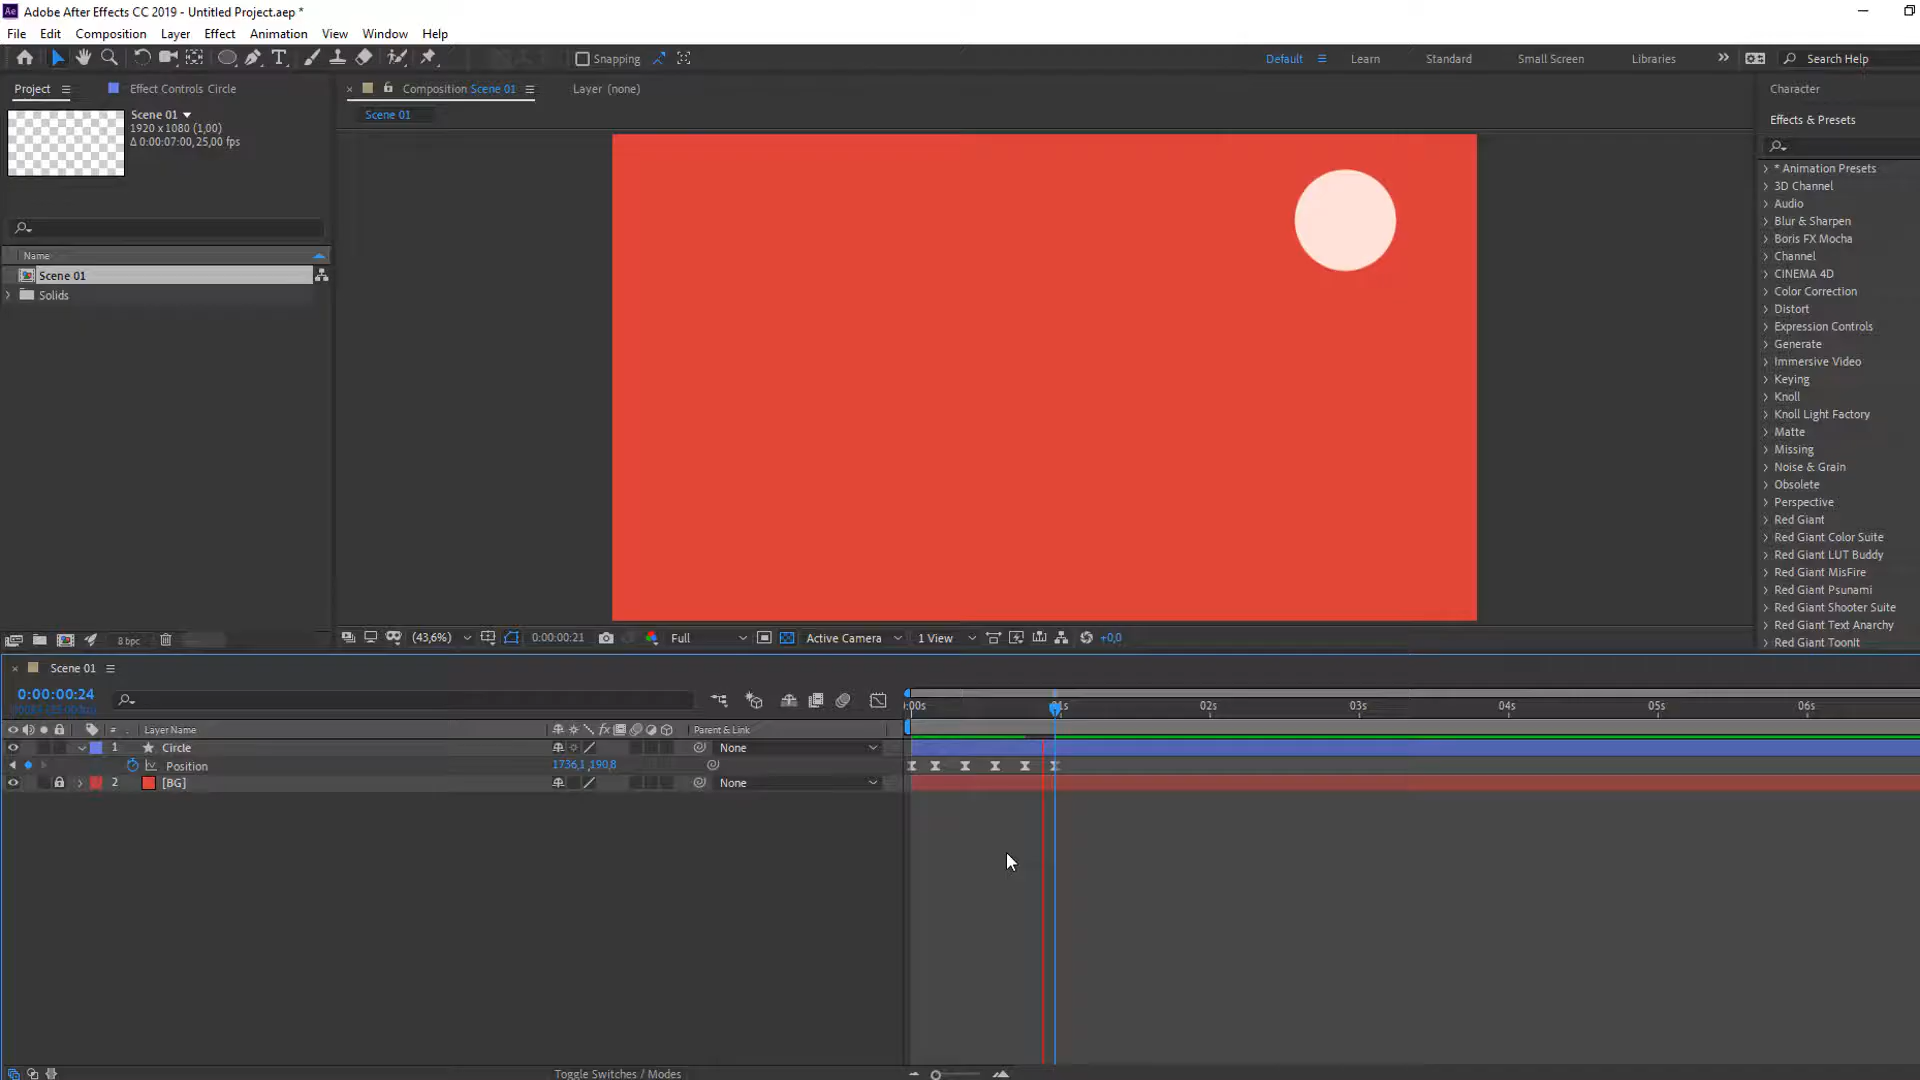 Ae Adobe After Effects CC 2019 - Untitled Project.aep *
File Edit Composition Layer Effect Animation View Window Help
Snapping Default Learn Standard Small Screen Libraries Search Help
Project Effect Controls Circle
Composition Scene 01 Layer (none)
Scene 01
Scene 01
1920 x 1080 (1,00)
Δ 0:00:07:00, 25,00 fps
Name
Scene 01
Solids
8 bpc
(43,6%) 0:00:00:21 Full Active Camera 1 View +0,0
Character
Effects & Presets
* Animation Presets
3D Channel
Audio
Blur & Sharpen
Boris FX Mocha
Channel
CINEMA 4D
Color Correction
Distort
Expression Controls
Generate
Immersive Video
Keying
Knoll
Knoll Light Factory
Matte
Missing
Noise & Grain
Obsolete
Perspective
Red Giant
Red Giant Color Suite
Red Giant LUT Buddy
Red Giant MisFire
Red Giant Psunami
Red Giant Shooter Suite
Red Giant Text Anarchy
Red Giant ToonIt
Scene 01
0:00:00:24
:00s 01s 02s 03s 04s 05s 06s
# Layer Name Parent & Link
1 Circle None
Position 1736,1 ,190,8
2 [BG] None
Toggle Switches / Modes